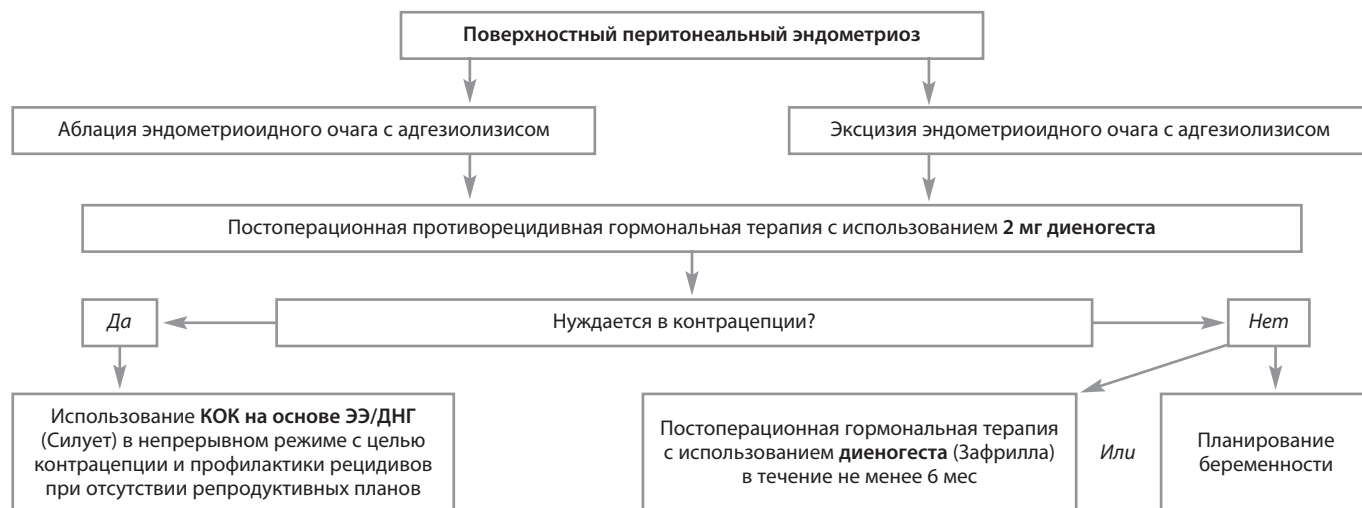 Поверхностный перитонеальный эндометриоз
Аблация эндометриоидного очага с адгезиолизисом
Эксцизия эндометриоидного очага с адгезиолизисом
Постоперационная противорецидивная гормональная терапия с использованием 2 мг диеногеста
Да
Нуждается в контрацепции?
Нет
Использование КОК на основе ЭЭ/ДНГ
(Силует) в непрерывном режиме с целью
контрацепции и профилактики рецидивов
при отсутствии репродуктивных планов
Постоперационная гормональная терапия
с использованием диеногеста (Зафрилла)
в течение не менее 6 мес
Или
Планирование
беременности